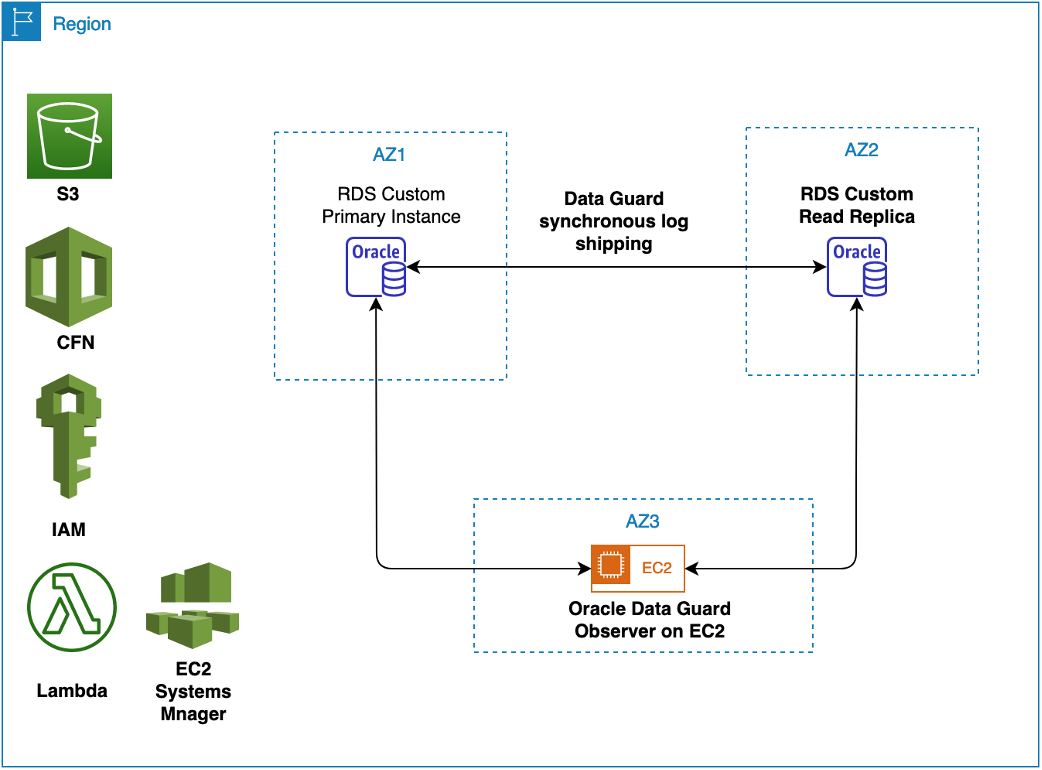 Region
S3
CFN
IAM
Lambda
EC2
Systems
Mnager
AZ1
RDS Custom
Primary Instance
Oracle
Data Guard
synchronous log
shipping
AZ2
RDS Custom
Read Replica
Oracle
AZ3
EC2
Oracle Data Guard
Observer on EC2